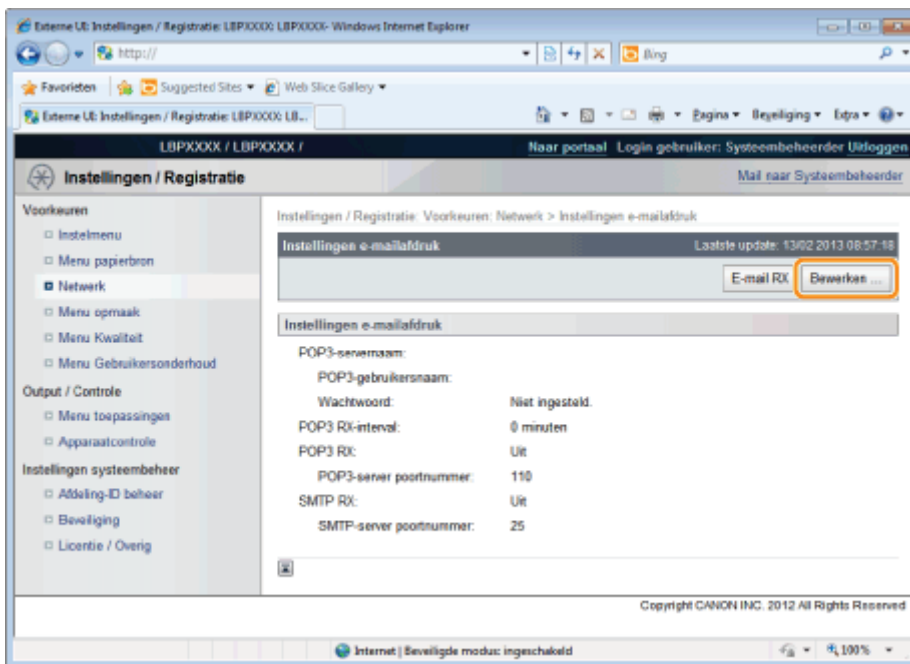 Externe UI: Instellingen / Registratie: LBPXXXX: LBPXXXX - Windows Internet Explorer
http://
Bing
Favorieten Suggested Sites Web Slice Gallery
Externe UI: Instellingen / Registratie: LBPXXXX: LB...
Pagina Beveiliging Extra
LBPXXXX / LBPXXXX /
Naar portaal Login gebruiker: Systeembeheerder Uitloggen
Instellingen / Registratie
Mail naar Systeembeheerder
Voorkeuren
Instelmenu
Menu papierbron
Netwerk
Menu opmaak
Menu Kwaliteit
Menu Gebruikersonderhoud
Output / Controle
Menu toepassingen
Apparaatcontrole
Instellingen systeembeheer
Afdeling-ID beheer
Beveiliging
Licentie / Overig
Instellingen / Registratie: Voorkeuren: Netwerk > Instellingen e-mailafdruk
Instellingen e-mailafdruk
Laatste update: 13/02 2013 08:57:18
E-mail RX Bewerken ...
Instellingen e-mailafdruk
POP3-servernaam:
POP3-gebruikersnaam:
Wachtwoord: Niet ingesteld.
POP3 RX-interval: 0 minuten
POP3 RX: Uit
POP3-server poortnummer: 110
SMTP RX: Uit
SMTP-server poortnummer: 25
Copyright CANON INC. 2012 All Rights Reserved
Internet | Beveiligde modus: ingeschakeld
100%